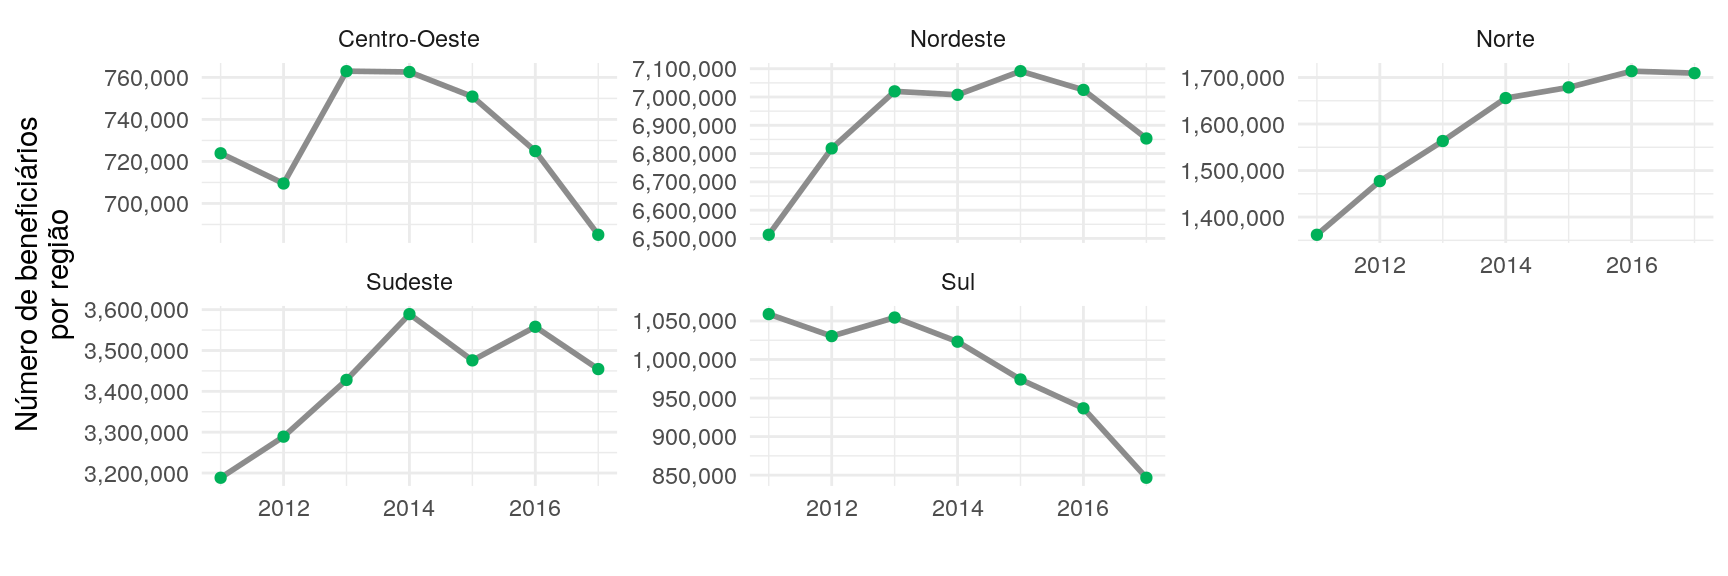 Número de beneficiários
por região
Centro-Oeste
760,000
740,000
720,000
700,000
Nordeste
7,100,000
7,000,000
6,900,000
6,800,000
6,700,000
6,600,000
6,500,000
Norte
1,700,000
1,600,000
1,500,000
1,400,000
2012 2014 2016
Sudeste
3,600,000
3,500,000
3,400,000
3,300,000
3,200,000
2012 2014 2016
Sul
1,050,000
1,000,000
950,000
900,000
850,000
2012 2014 2016